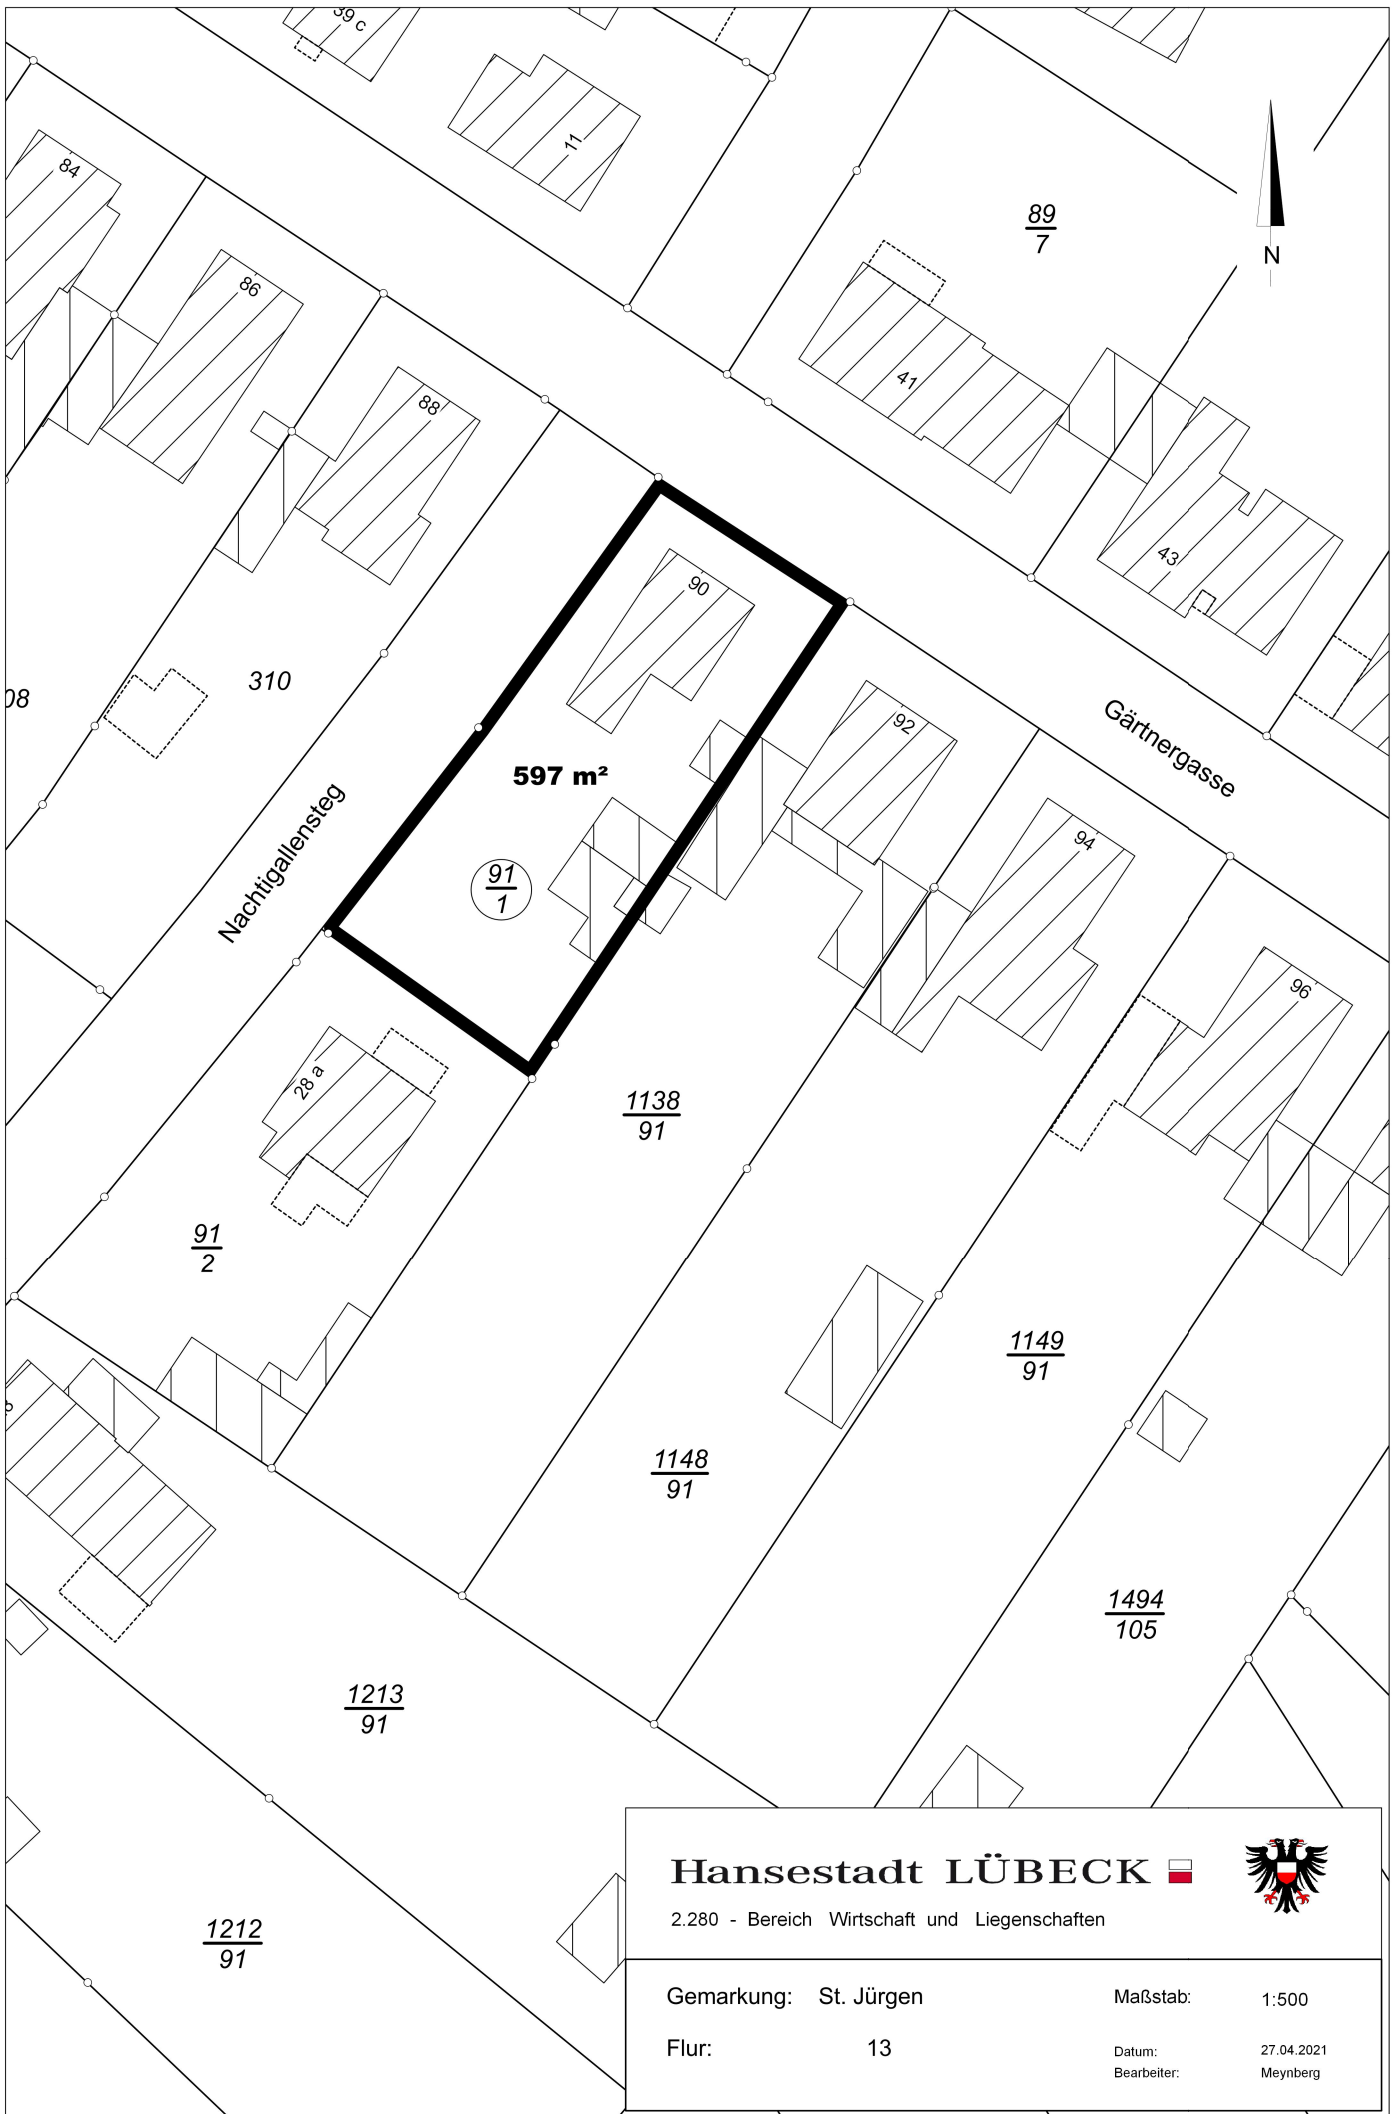 39 c
11
84
86
88
89
7
N
41
43
90
310
08
92
Gärtnergasse
597 m²
Nachtigallensteg
91
1
94
96
28 a
1138
91
91
2
1149
91
1148
91
1494
105
1213
91
1212
91
Hansestadt LÜBECK
2.280 - Bereich Wirtschaft und Liegenschaften
Gemarkung: St. Jürgen
Maßstab: 1:500
Flur: 13
Datum: 27.04.2021
Bearbeiter: Meynberg